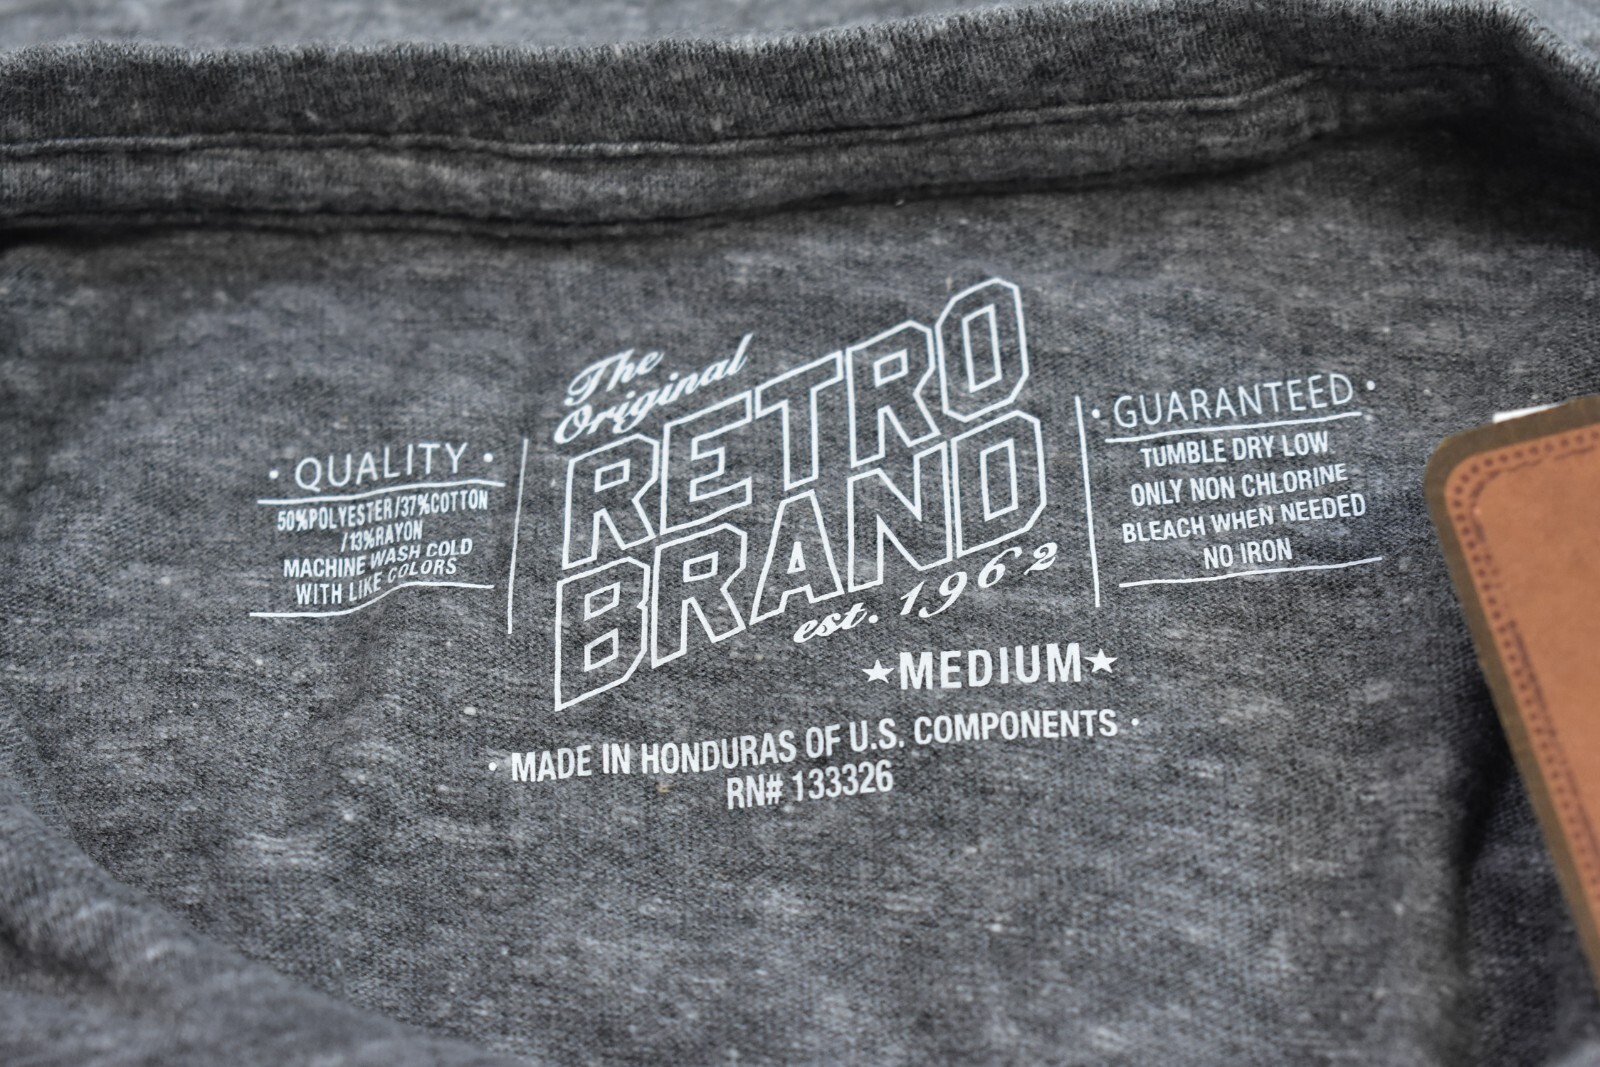 The
Original
RETRO
BRAND
est. 1962
• QUALITY •
50%POLYESTER/37%COTTON
/13%RAYON
MACHINE WASH COLD
WITH LIKE COLORS
• GUARANTEED •
TUMBLE DRY LOW
ONLY NON CHLORINE
BLEACH WHEN NEEDED
NO IRON
★MEDIUM★
• MADE IN HONDURAS OF U.S. COMPONENTS •
RN# 133326